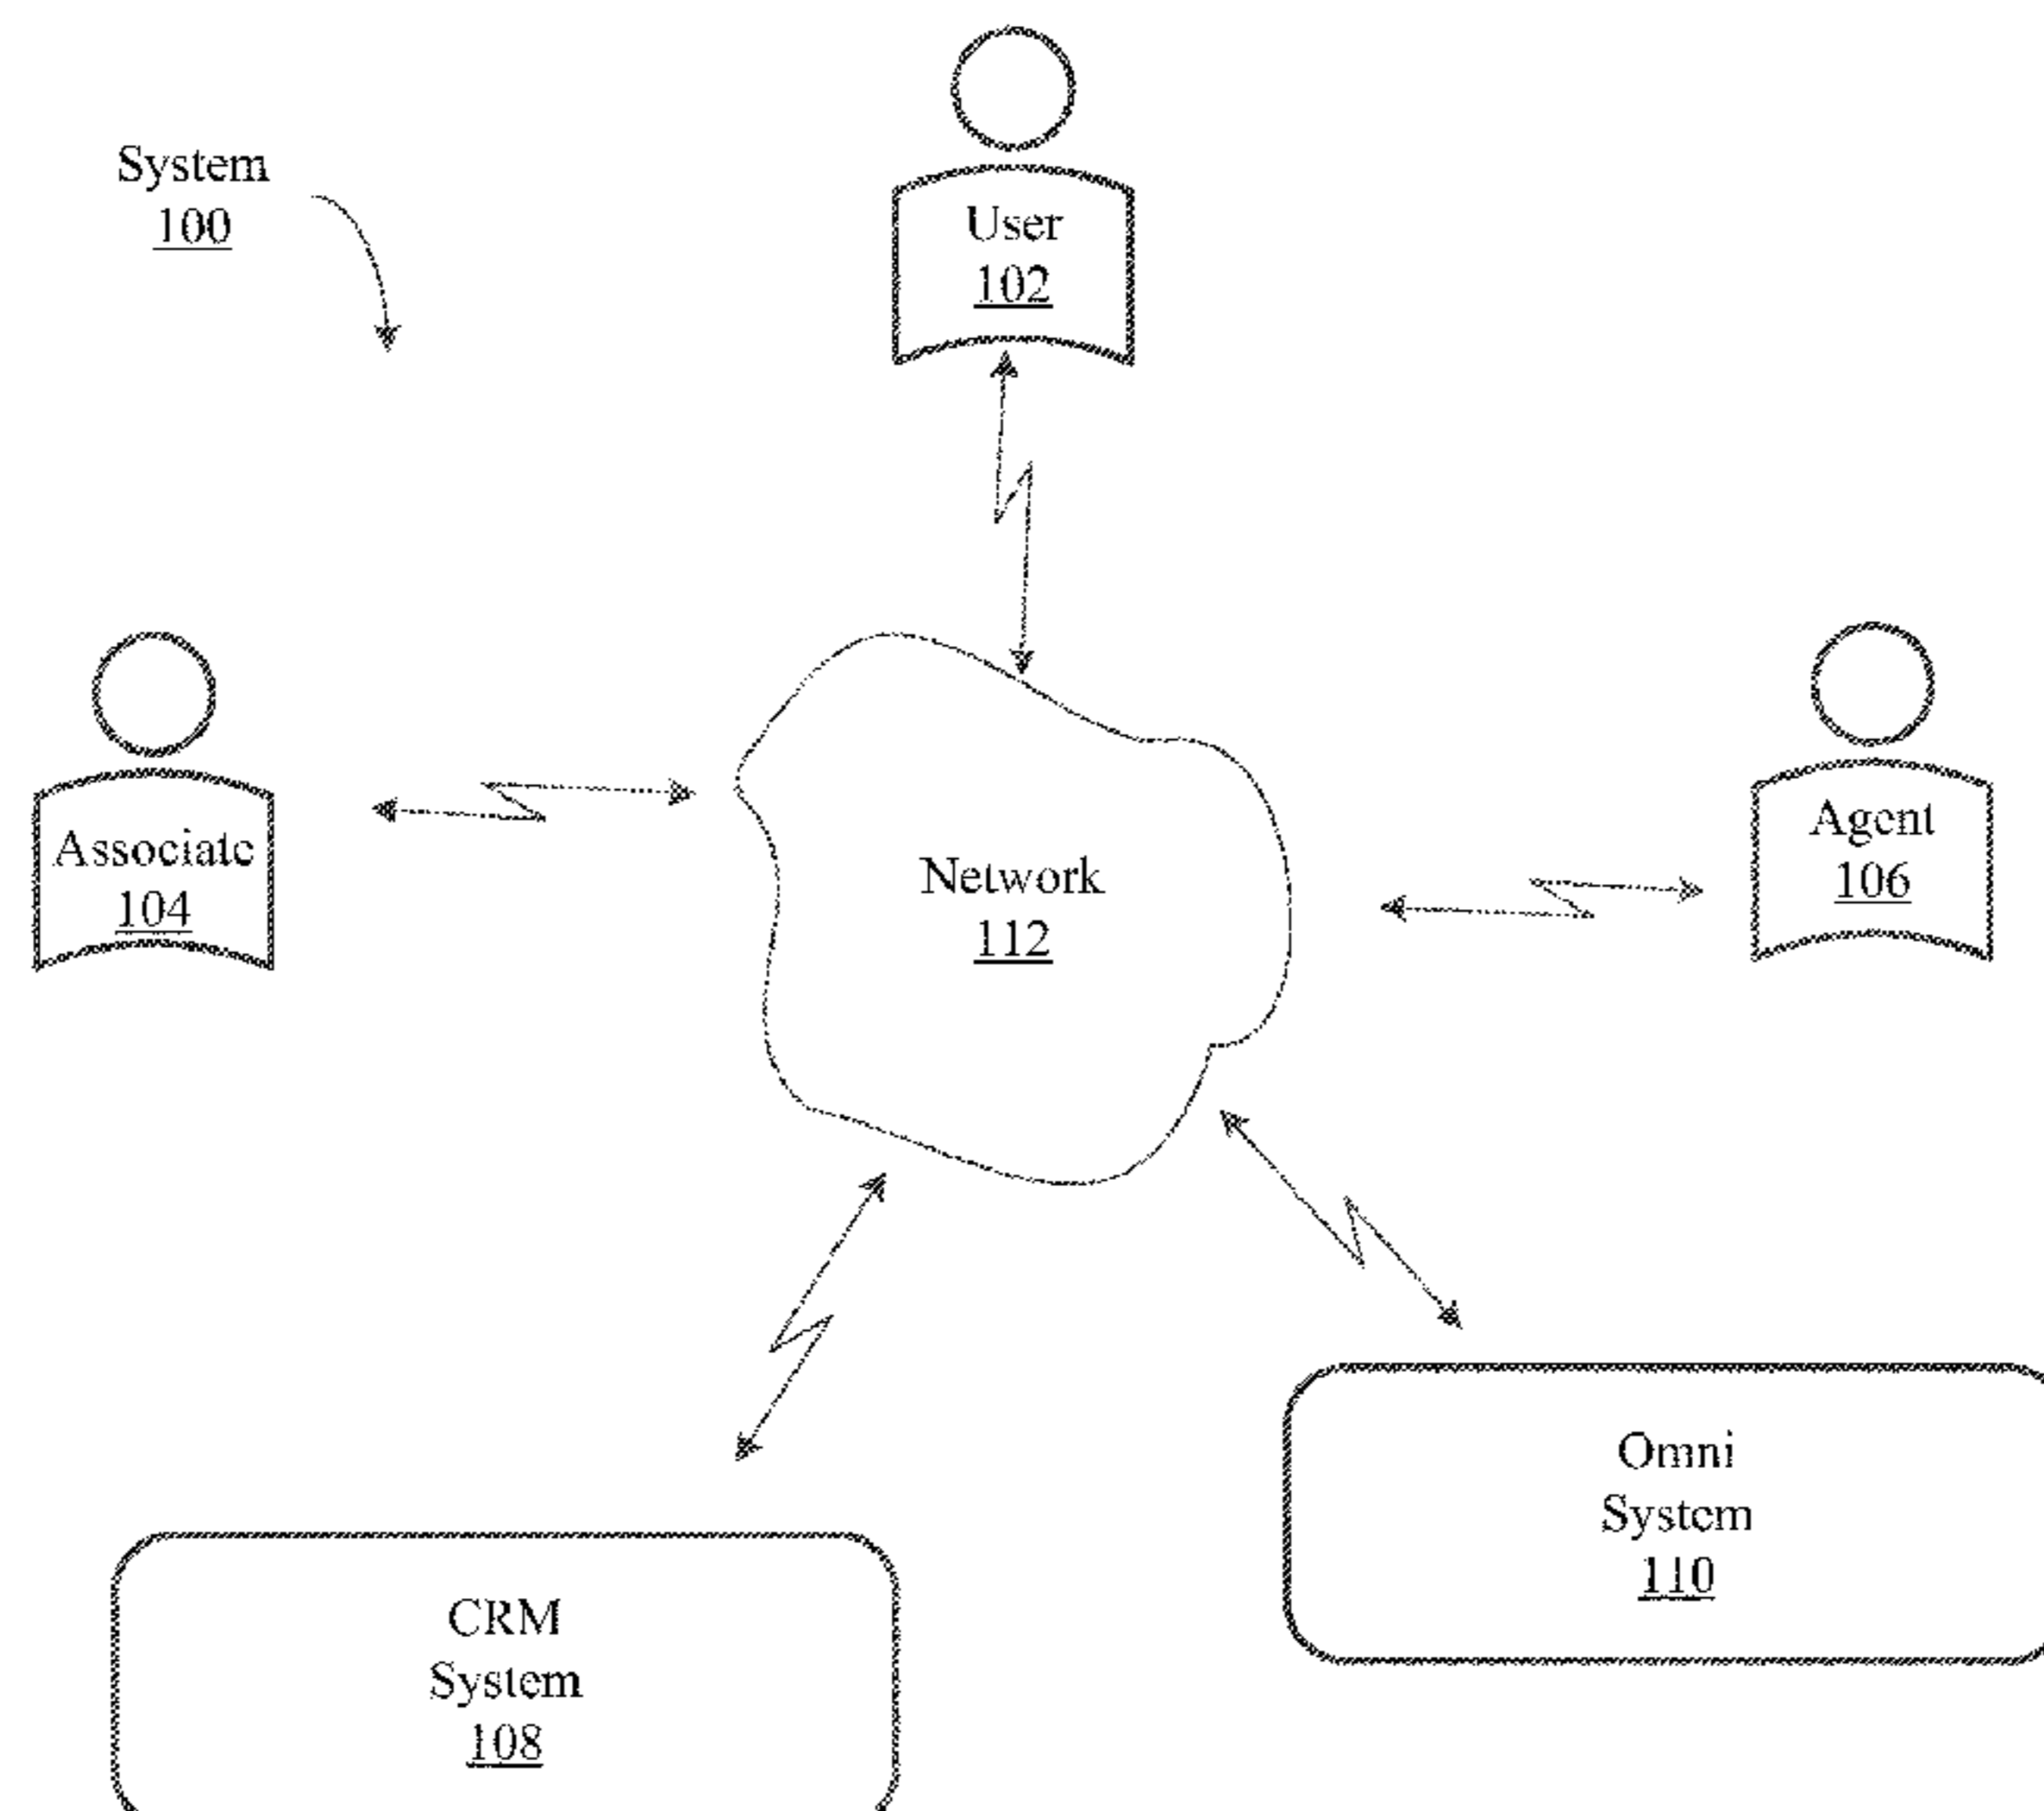 System
100
User
102
Associate
104
Network
112
Agent
106
Omni
System
110
CRM
System
108